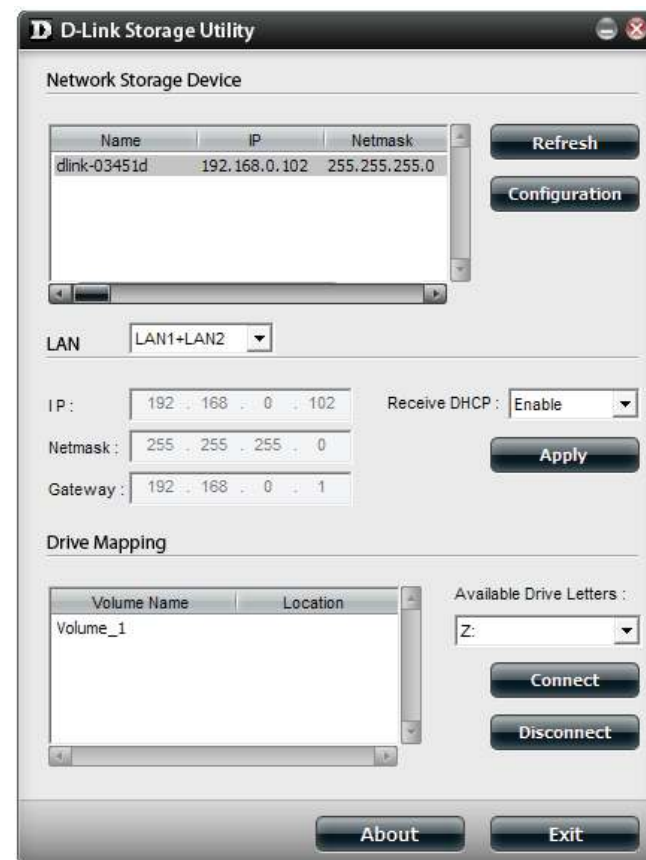 D D-Link Storage Utility
Network Storage Device
Name IP Netmask
dlink-03451d 192.168.0.102 255.255.255.0
Refresh
Configuration
LAN LAN1+LAN2
IP : 192 . 168 . 0 . 102
Receive DHCP : Enable
Netmask : 255 . 255 . 255 . 0
Apply
Gateway : 192 . 168 . 0 . 1
Drive Mapping
Volume Name Location
Volume_1
Available Drive Letters :
Z:
Connect
Disconnect
About Exit